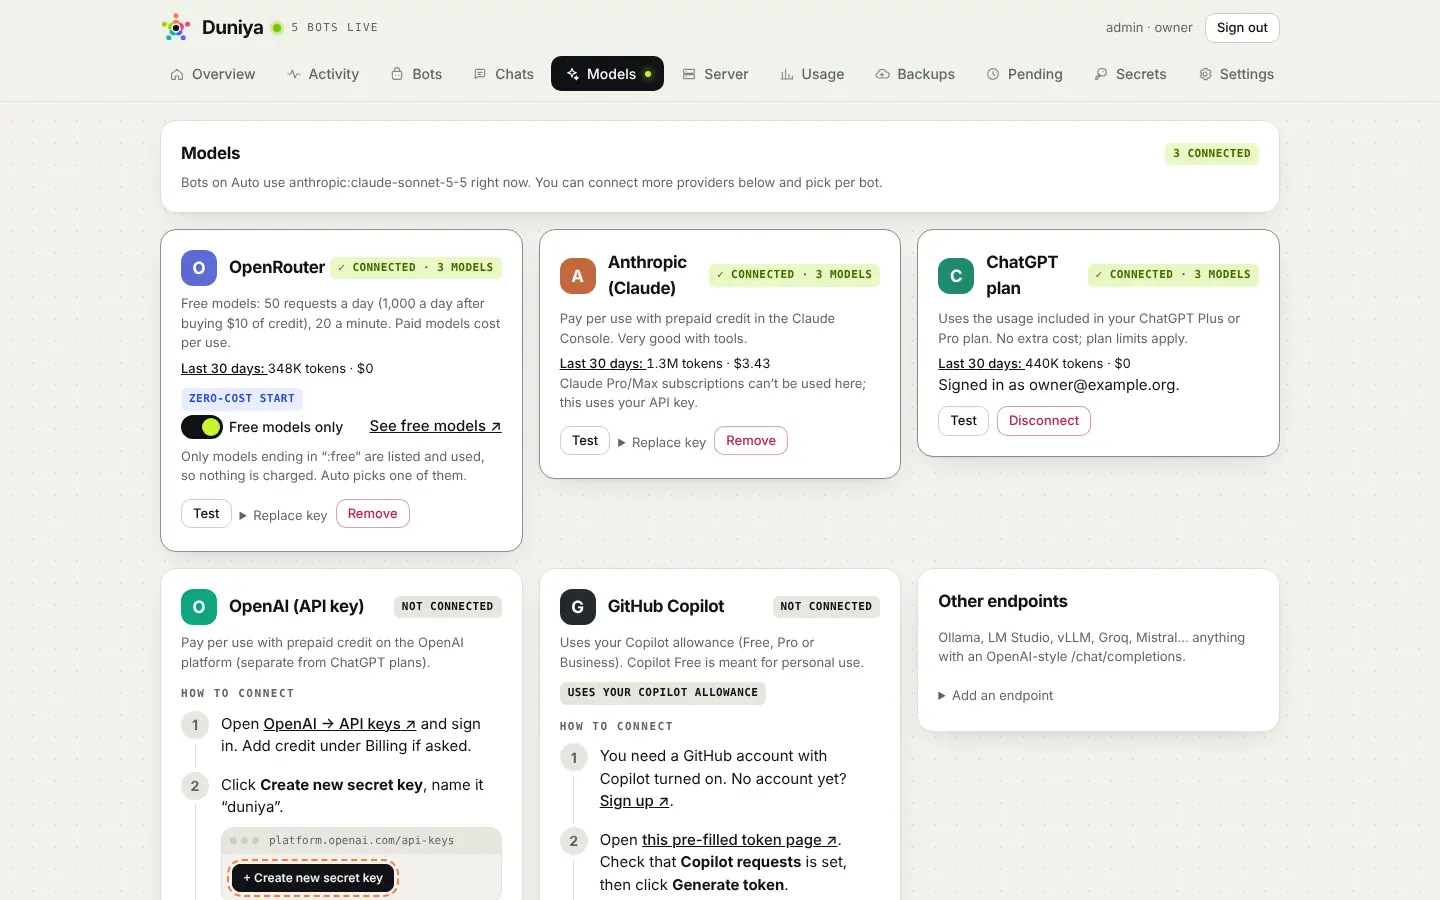 Duniya 5 BOTS LIVE
admin · owner Sign out
Overview Activity Bots Chats Models Server Usage Backups Pending Secrets Settings
Models 3 CONNECTED
Bots on Auto use anthropic:claude-sonnet-5-5 right now. You can connect more providers below and pick per bot.
O OpenRouter ✓ CONNECTED · 3 MODELS
Free models: 50 requests a day (1,000 a day after
buying $10 of credit), 20 a minute. Paid models cost
per use.
Last 30 days: 348K tokens · $0
ZERO-COST START
Free models only See free models ↗
Only models ending in “:free” are listed and used,
so nothing is charged. Auto picks one of them.
Test ▶ Replace key Remove
A Anthropic
(Claude)
✓ CONNECTED · 3 MODELS
Pay per use with prepaid credit in the Claude
Console. Very good with tools.
Last 30 days: 1.3M tokens · $3.43
Claude Pro/Max subscriptions can’t be used here;
this uses your API key.
Test ▶ Replace key Remove
C ChatGPT
plan
✓ CONNECTED · 3 MODELS
Uses the usage included in your ChatGPT Plus or
Pro plan. No extra cost; plan limits apply.
Last 30 days: 440K tokens · $0
Signed in as owner@example.org.
Test Disconnect
O OpenAI (API key) NOT CONNECTED
Pay per use with prepaid credit on the OpenAI
platform (separate from ChatGPT plans).
HOW TO CONNECT
1 Open OpenAI → API keys ↗ and sign
in. Add credit under Billing if asked.
2 Click Create new secret key, name it
“duniya”.
platform.openai.com/api-keys
+ Create new secret key
G GitHub Copilot NOT CONNECTED
Uses your Copilot allowance (Free, Pro or
Business). Copilot Free is meant for personal use.
USES YOUR COPILOT ALLOWANCE
HOW TO CONNECT
1 You need a GitHub account with
Copilot turned on. No account yet?
Sign up ↗.
2 Open this pre-filled token page ↗.
Check that Copilot requests is set,
then click Generate token.
Other endpoints
Ollama, LM Studio, vLLM, Groq, Mistral... anything
with an OpenAI-style /chat/completions.
▶ Add an endpoint